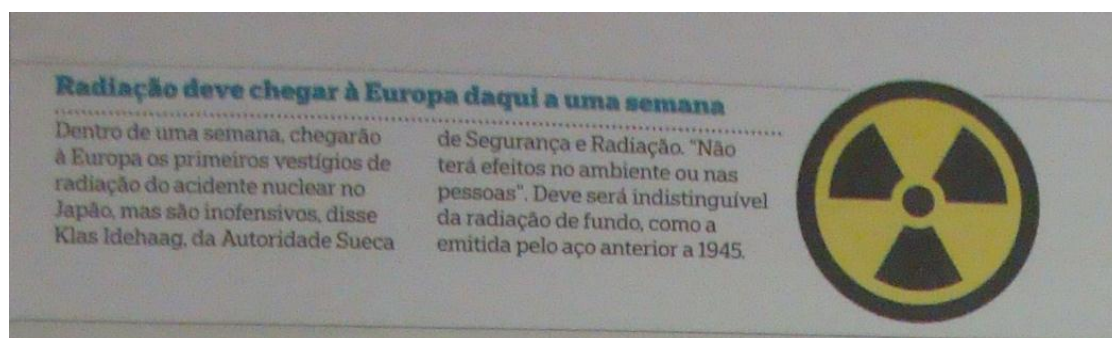 Radiação deve chegar à Europa daqui a uma semana
Dentro de uma semana, chegarão
à Europa os primeiros vestígios de
radiação do acidente nuclear no
Japão, mas são inofensivos, disse
Klas Idehaag, da Autoridade Sueca
de Segurança e Radiação. "Não
terá efeitos no ambiente ou nas
pessoas". Deve será indistinguível
da radiação de fundo, como a
emitida pelo aço anterior a 1945.